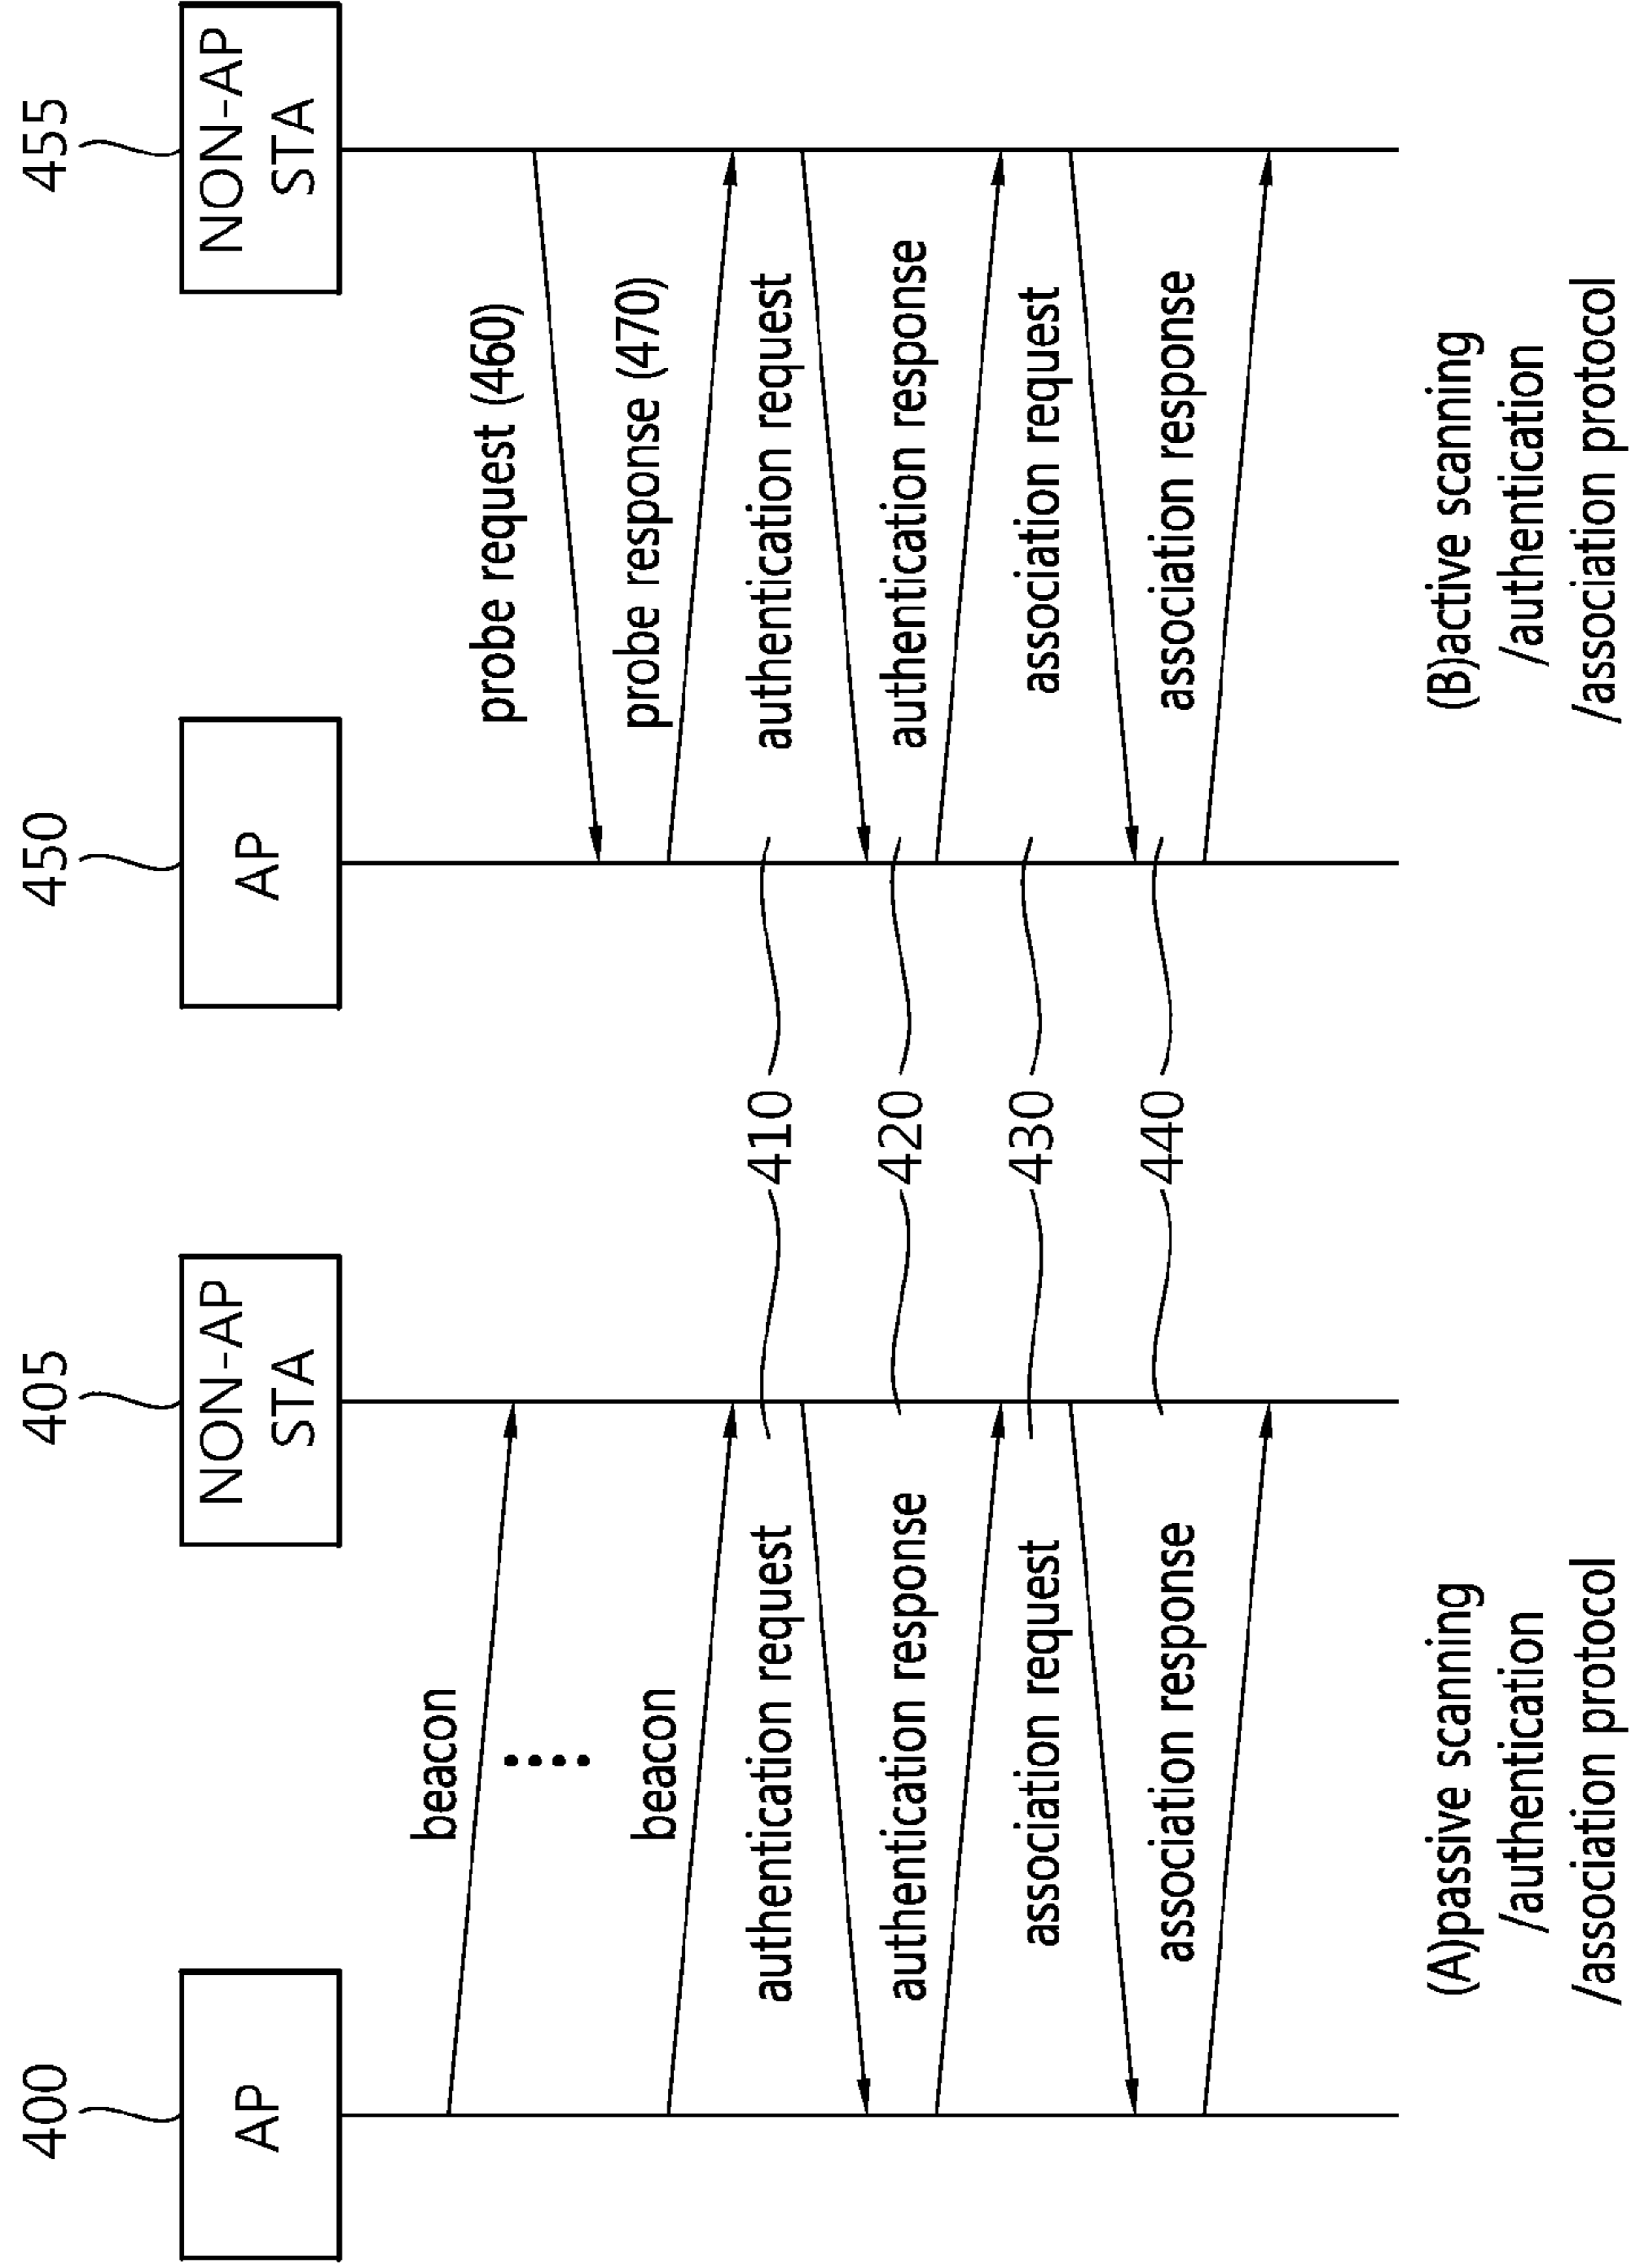 400
AP
405
NON-AP
STA
beacon
beacon
authentication request
authentication response
association request
association response
(A)passive scanning
/authentication
/association protocol
410
420
430
440
450
AP
455
NON-AP
STA
probe request (460)
probe response (470)
authentication request
authentication response
association request
association response
(B)active scanning
/authentication
/association protocol